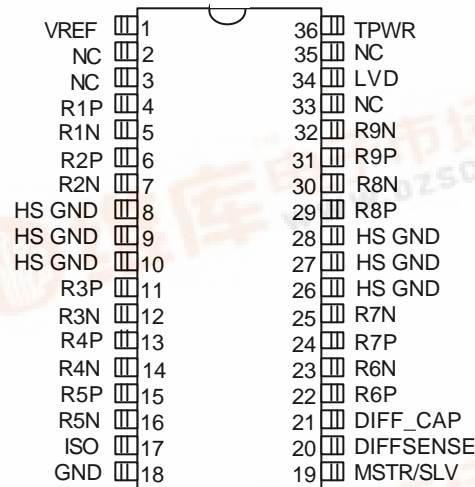 VREF 1 36 TPWR
NC 2 35 NC
NC 3 34 LVD
R1P 4 33 NC
R1N 5 32 R9N
R2P 6 31 R9P
R2N 7 30 R8N
HS GND 8 29 R8P
HS GND 9 28 HS GND
HS GND 10 27 HS GND
R3P 11 26 HS GND
R3N 12 25 R7N
R4P 13 24 R7P
R4N 14 23 R6N
R5P 15 22 R6P
R5N 16 21 DIFF_CAP
ISO 17 20 DIFFSENSE
GND 18 19 MSTR/SLV